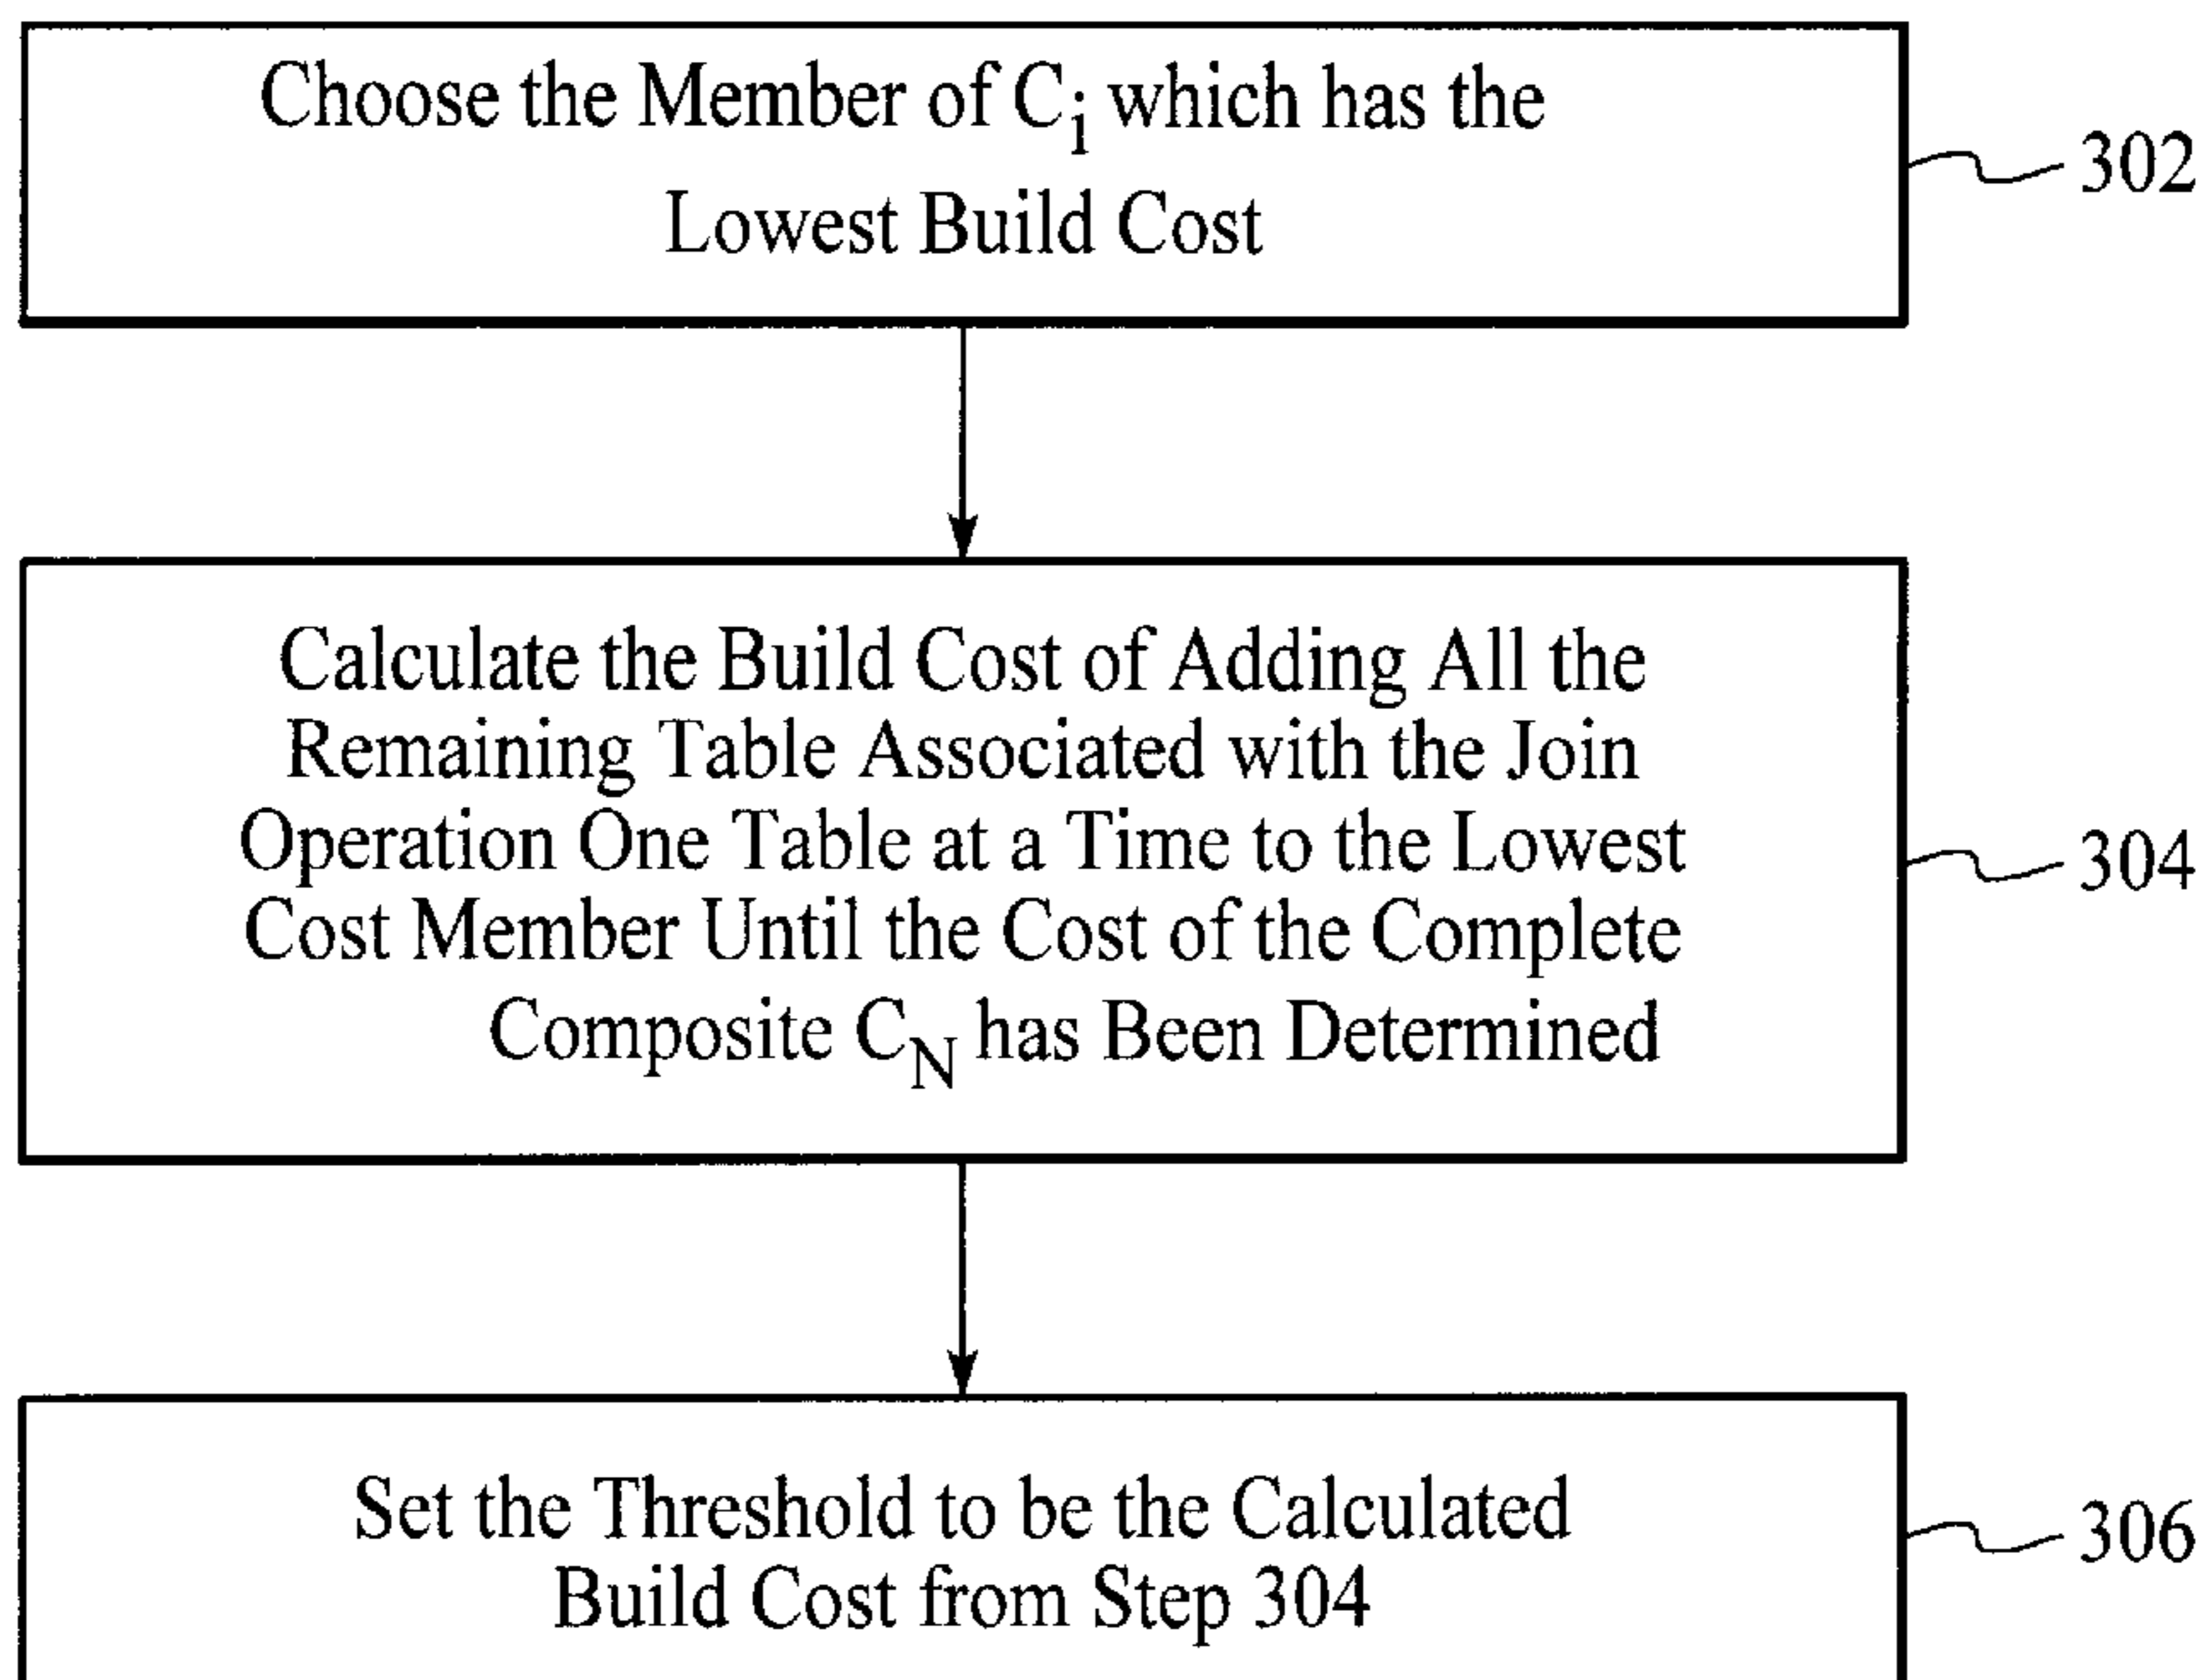 Choose the Member of Ci which has the
Lowest Build Cost
302
Calculate the Build Cost of Adding All the
Remaining Table Associated with the Join
Operation One Table at a Time to the Lowest
Cost Member Until the Cost of the Complete
Composite CN has Been Determined
304
Set the Threshold to be the Calculated
Build Cost from Step 304
306